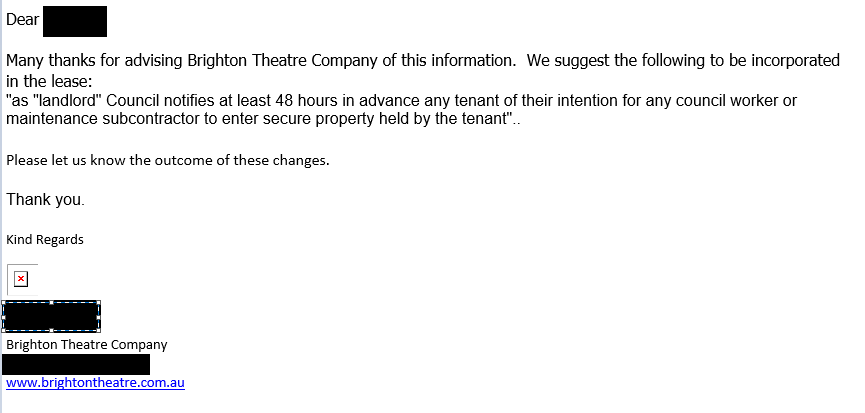 Dear
Many thanks for advising Brighton Theatre Company of this information.  We suggest the following to be incorporated
in the lease:
"as "landlord" Council notifies at least 48 hours in advance any tenant of their intention for any council worker or
maintenance subcontractor to enter secure property held by the tenant"..
Please let us know the outcome of these changes.
Thank you.
Kind Regards
Brighton Theatre Company
www.brightontheatre.com.au